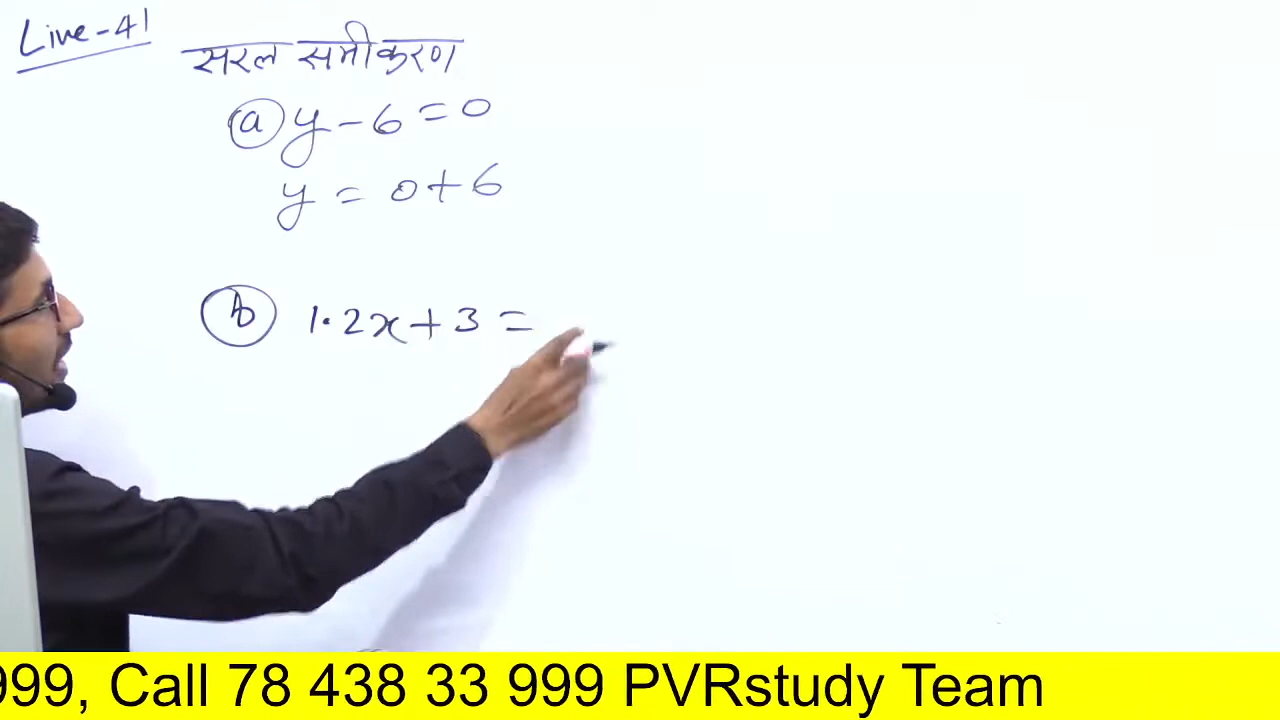 Live-41
सरल समीकरण
(a) y - 6 = 0
y = 0 + 6
(b) 1.2x + 3 =
999, Call 78 438 33 999 PVRstudy Team